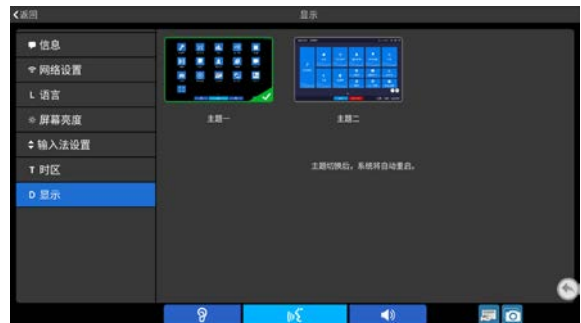 返回
显示
信息
网络设置
L 语言
屏幕亮度
输入法设置
T 时区
D 显示
主题一
主题二
主题切换后，系统将自动重启。